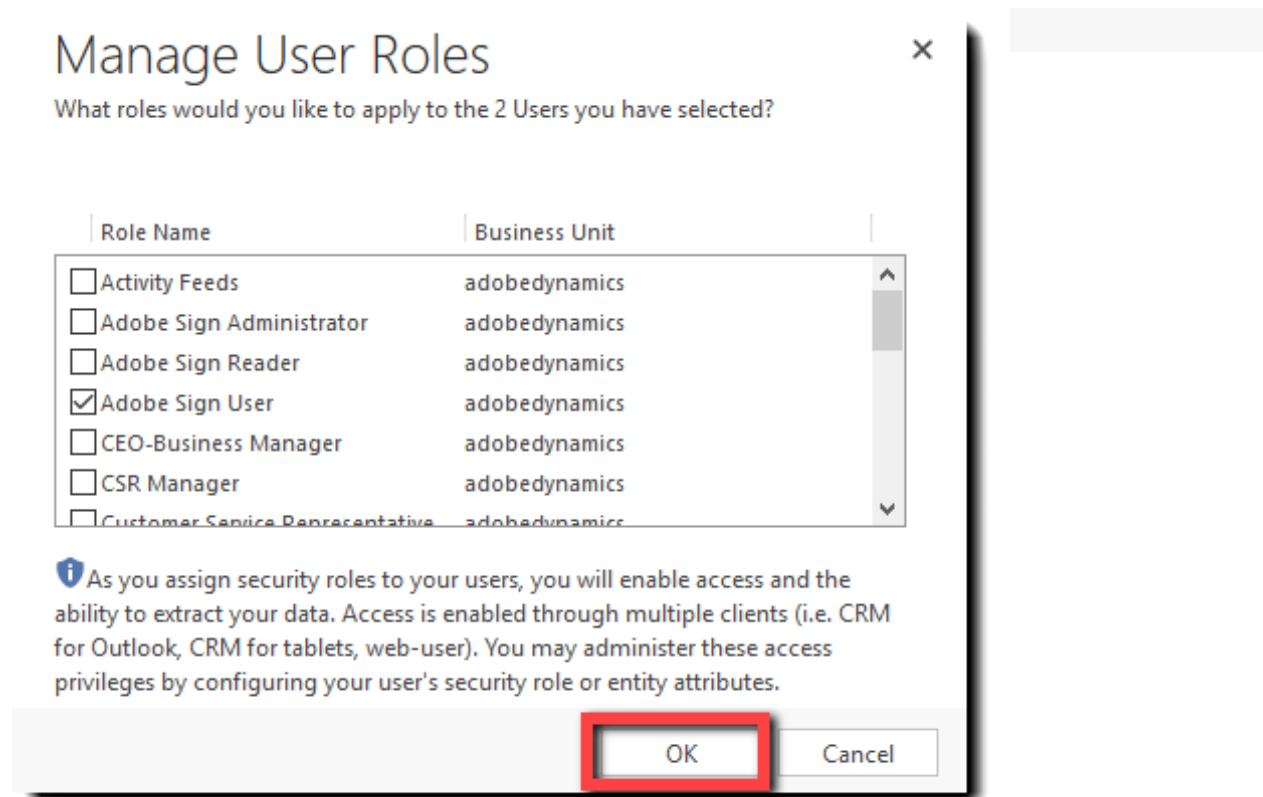 Manage User Roles
What roles would you like to apply to the 2 Users you have selected?
Role Name Business Unit
Activity Feeds adobedynamics
Adobe Sign Administrator adobedynamics
Adobe Sign Reader adobedynamics
Adobe Sign User adobedynamics
CEO-Business Manager adobedynamics
CSR Manager adobedynamics
Customer Service Representative adobedynamics
As you assign security roles to your users, you will enable access and the
ability to extract your data. Access is enabled through multiple clients (i.e. CRM
for Outlook, CRM for tablets, web-user). You may administer these access
privileges by configuring your user's security role or entity attributes.
OK Cancel